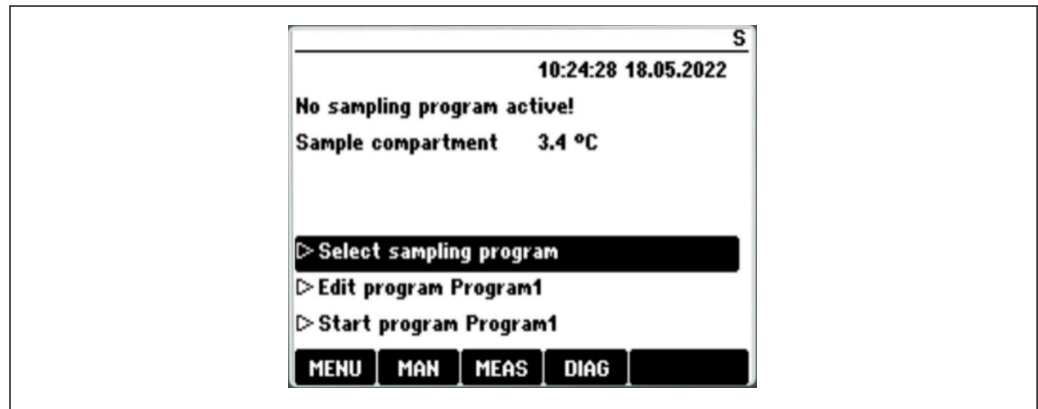 S
10:24:28 18.05.2022
No sampling program active!
Sample compartment 3.4 °C
▷ Select sampling program
▷ Edit program Program1
▷ Start program Program1
MENU MAN MEAS DIAG